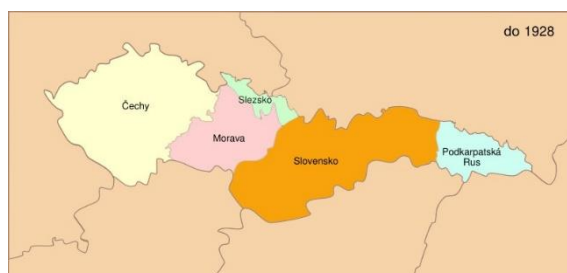 do 1928
Slezsko
Čechy
Morava
Slovensko
Podkarpatská
Rus